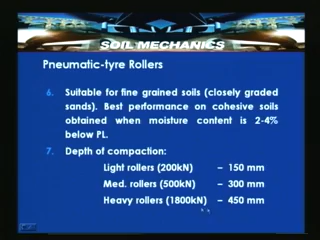 SOIL MECHANICS
Pneumatic-tyre Rollers
6. Suitable for fine grained soils (closely graded
sands). Best performance on cohesive soils
obtained when moisture content is 2-4%
below PL.
7. Depth of compaction:
Light rollers (200kN) – 150 mm
Med. rollers (500kN) – 300 mm
Heavy rollers (1800kN) – 450 mm